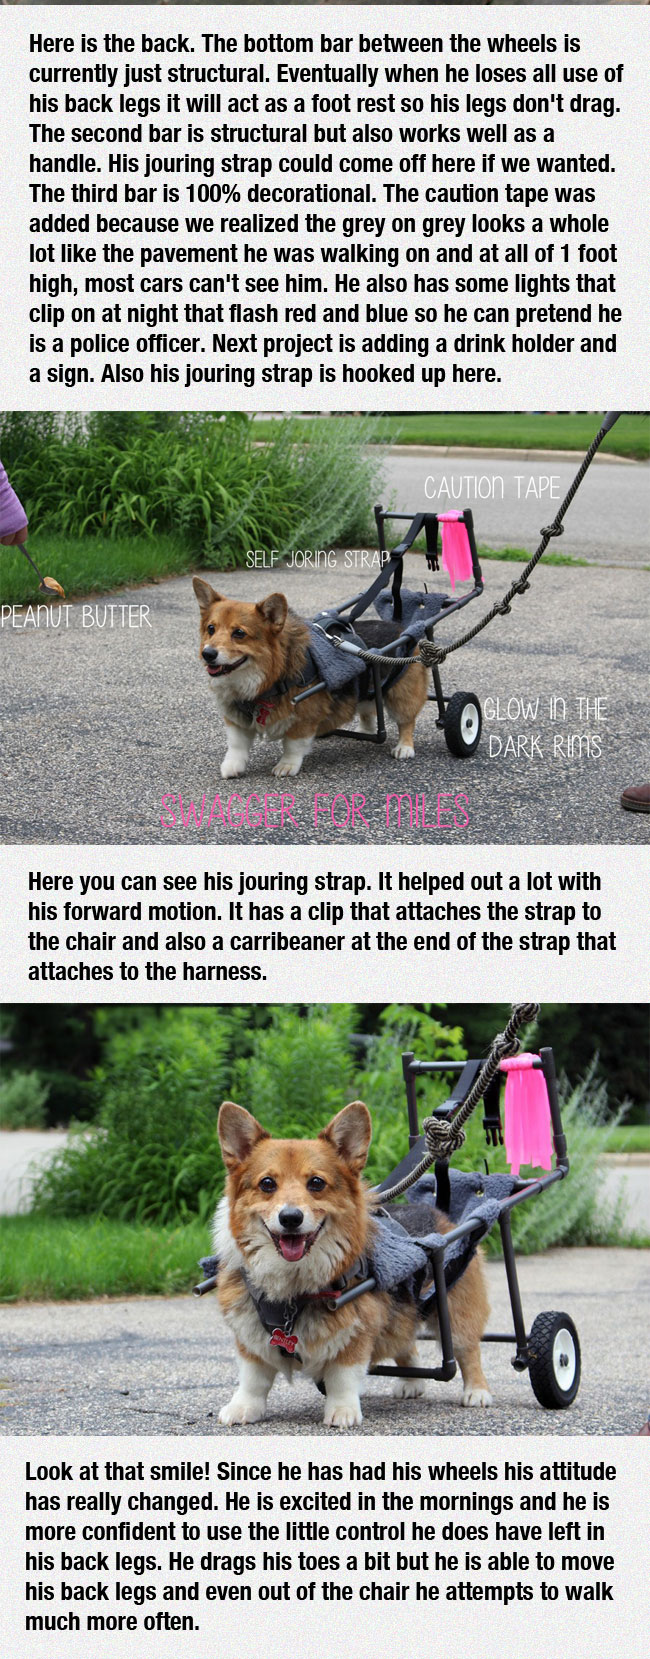 Here is the back. The bottom bar between the wheels is
currently just structural. Eventually when he loses all use of
his back legs it will act as a foot rest so his legs don't drag.
The second bar is structural but also works well as a
handle. His jouring strap could come off here if we wanted.
The third bar is 100% decorational. The caution tape was
added because we realized the grey on grey looks a whole
lot like the pavement he was walking on and at all of 1 foot
high, most cars can't see him. He also has some lights that
clip on at night that flash red and blue so he can pretend he
is a police officer. Next project is adding a drink holder and
a sign. Also his jouring strap is hooked up here.
CAUTION TAPE
SELF JORING STRAP
PEANUT BUTTER
GLOW IN THE
DARK RIMS
SWAGGER FOR MILES
Here you can see his jouring strap. It helped out a lot with
his forward motion. It has a clip that attaches the strap to
the chair and also a carribeaner at the end of the strap that
attaches to the harness.
BENTLEY
Look at that smile! Since he has had his wheels his attitude
has really changed. He is excited in the mornings and he is
more confident to use the little control he does have left in
his back legs. He drags his toes a bit but he is able to move
his back legs and even out of the chair he attempts to walk
much more often.